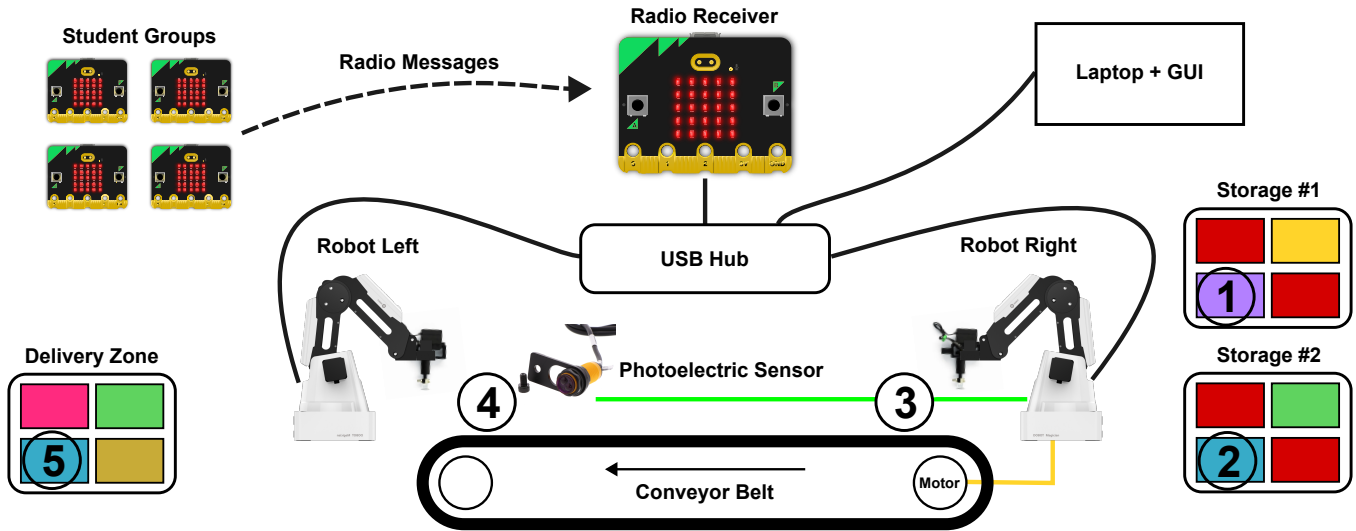 Radio Receiver
Student Groups
Radio Messages
Laptop + GUI
Storage #1
Robot Left
USB Hub
Robot Right
1
Delivery Zone
Photoelectric Sensor
Storage #2
4
3
5
2
Motor
Conveyor Belt